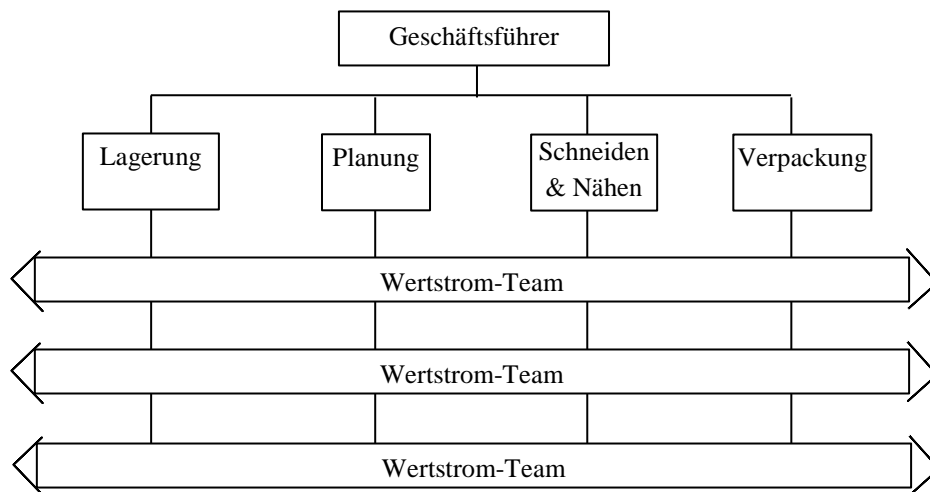 Geschäftsführer
Lagerung
Planung
Schneiden
& Nähen
Verpackung
Wertstrom-Team
Wertstrom-Team
Wertstrom-Team